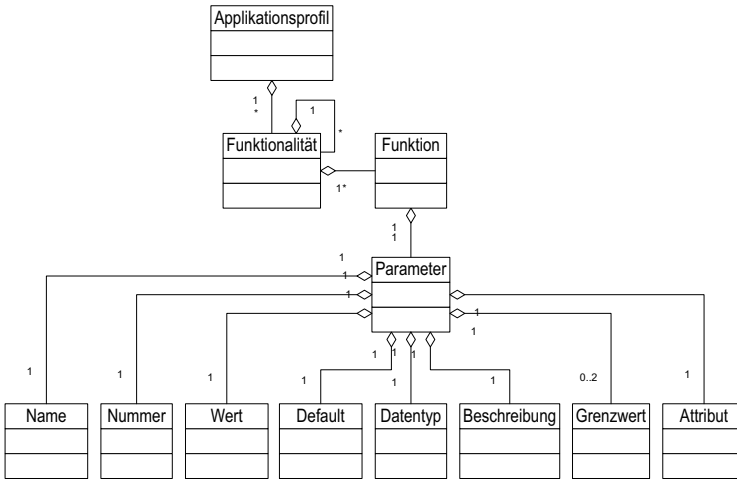 Applikationsprofil
1
*
1
*
Funktionalität
Funktion
1*
1
1
1
Parameter
1
1
1
1
1
1
1
1
1
1
1
1
1
0..2
1
Name
Nummer
Wert
Default
Datentyp
Beschreibung
Grenzwert
Attribut